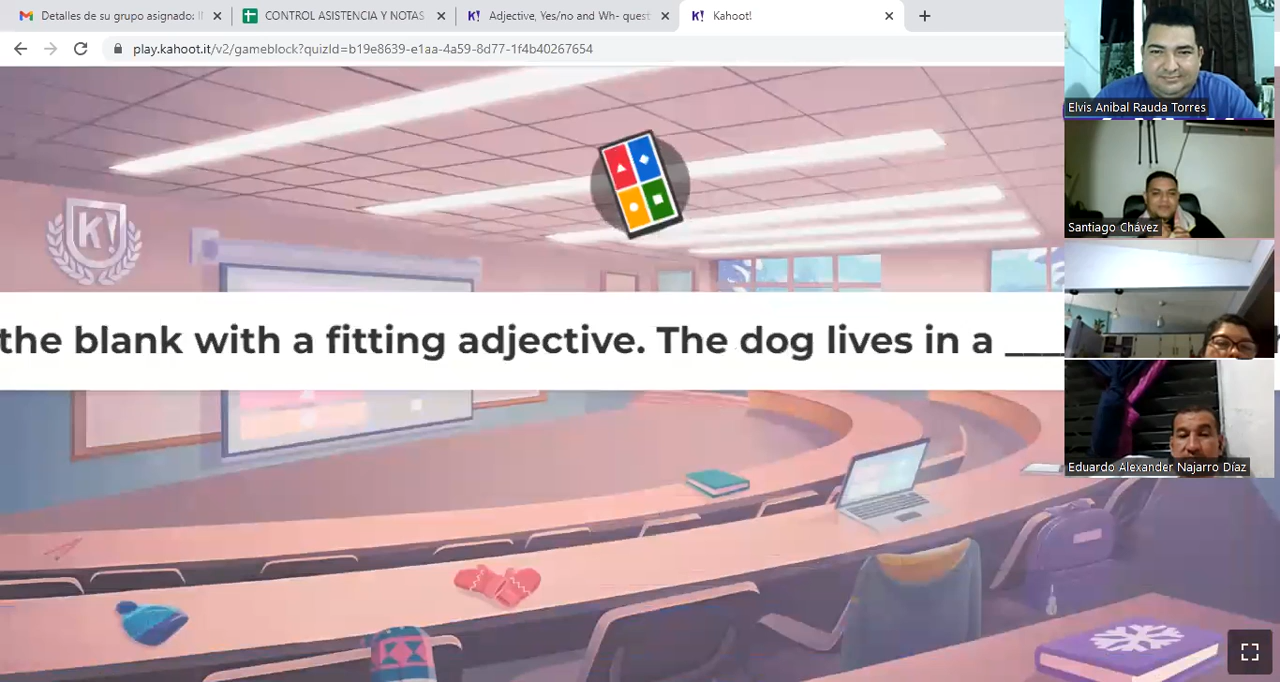 Detalles de su grupo asignado: II
CONTROL ASISTENCIA Y NOTAS
K! Adjective, Yes/no and Wh- quest
K! Kahoot!
play.kahoot.it/v2/gameblock?quizId=b19e8639-e1aa-4a59-8d77-1f4b40267654
Elvis Anibal Rauda Torres
Santiago Chávez
K!
the blank with a fitting adjective. The dog lives in a ____
Eduardo Alexander Najarro Díaz